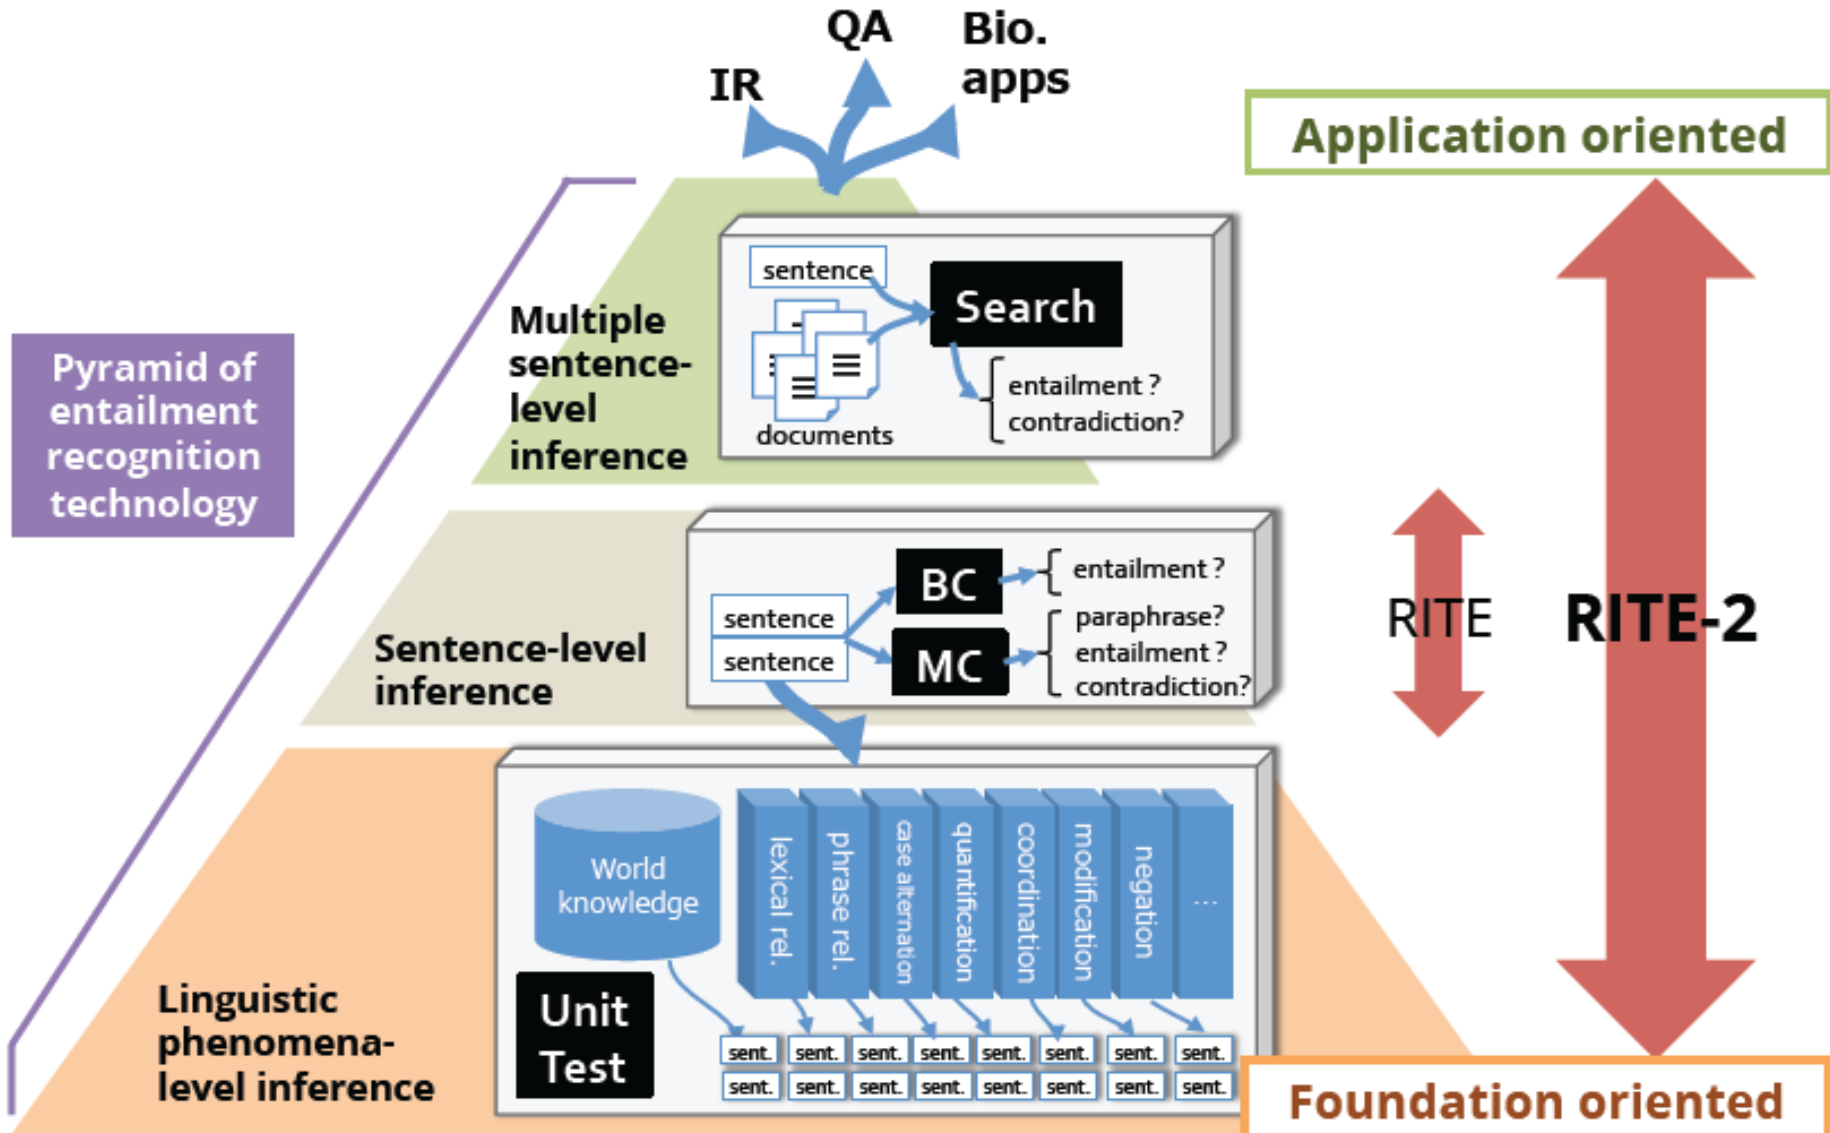 QA
Bio.
apps
IR
Application oriented
Pyramid of
entailment
recognition
technology
Multiple
sentence-
level
inference
sentence
documents
Search
entailment ?
contradiction?
Sentence-level
inference
sentence
sentence
BC
MC
entailment ?
paraphrase?
entailment ?
contradiction?
RITE
RITE-2
Linguistic
phenomena-
level inference
World
knowledge
Unit
Test
lexical rel.
phrase rel.
case alternation
quantification
coordination
modification
negation
...
sent. sent. sent. sent. sent. sent. sent. sent.
sent. sent. sent. sent. sent. sent. sent. sent.
Foundation oriented